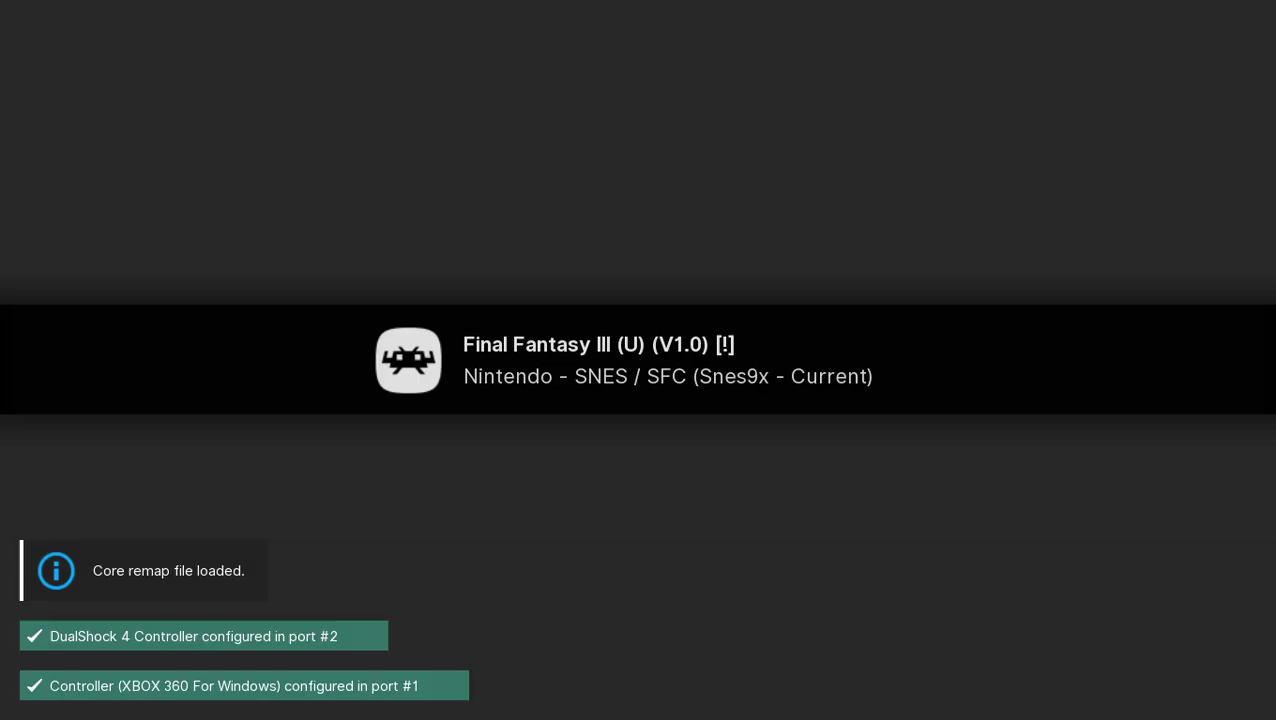 Final Fantasy III (U) (V1.0) [!]
Nintendo - SNES / SFC (Snes9x - Current)
Core remap file loaded.
DualShock 4 Controller configured in port #2
Controller (XBOX 360 For Windows) configured in port #1